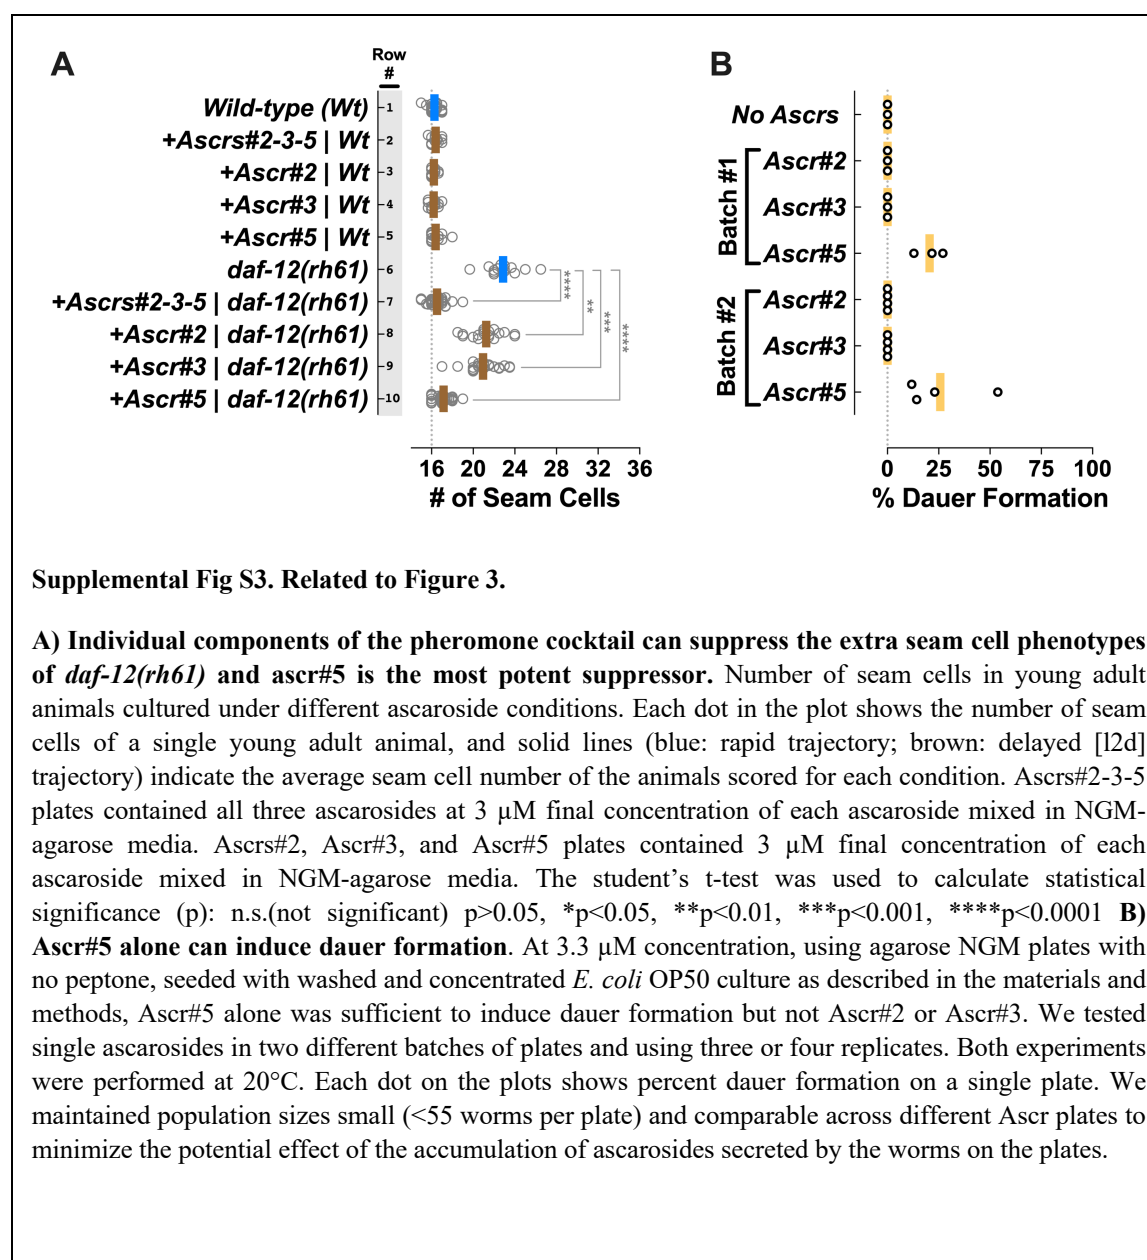 A
Row
#
Wild-type (Wt) 1
+Ascrs#2-3-5 | Wt 2
+Ascr#2 | Wt 3
+Ascr#3 | Wt 4
+Ascr#5 | Wt 5
daf-12(rh61) 6
+Ascrs#2-3-5 | daf-12(rh61) 7
+Ascr#2 | daf-12(rh61) 8
+Ascr#3 | daf-12(rh61) 9
+Ascr#5 | daf-12(rh61) 10
****
**
***
****
16 20 24 28 32 36
# of Seam Cells
B
No Ascrs
Batch #1
Ascr#2
Ascr#3
Ascr#5
Batch #2
Ascr#2
Ascr#3
Ascr#5
0 25 50 75 100
% Dauer Formation
Supplemental Fig S3. Related to Figure 3.
A) Individual components of the pheromone cocktail can suppress the extra seam cell phenotypes
of daf-12(rh61) and ascr#5 is the most potent suppressor. Number of seam cells in young adult
animals cultured under different ascaroside conditions. Each dot in the plot shows the number of seam
cells of a single young adult animal, and solid lines (blue: rapid trajectory; brown: delayed [l2d]
trajectory) indicate the average seam cell number of the animals scored for each condition. Ascrs#2-3-5
plates contained all three ascarosides at 3 µM final concentration of each ascaroside mixed in NGM-
agarose media. Ascrs#2, Ascr#3, and Ascr#5 plates contained 3 µM final concentration of each
ascaroside mixed in NGM-agarose media. The student’s t-test was used to calculate statistical
significance (p): n.s.(not significant) p>0.05, *p<0.05, **p<0.01, ***p<0.001, ****p<0.0001 B)
Ascr#5 alone can induce dauer formation. At 3.3 µM concentration, using agarose NGM plates with
no peptone, seeded with washed and concentrated E. coli OP50 culture as described in the materials and
methods, Ascr#5 alone was sufficient to induce dauer formation but not Ascr#2 or Ascr#3. We tested
single ascarosides in two different batches of plates and using three or four replicates. Both experiments
were performed at 20°C. Each dot on the plots shows percent dauer formation on a single plate. We
maintained population sizes small (<55 worms per plate) and comparable across different Ascr plates to
minimize the potential effect of the accumulation of ascarosides secreted by the worms on the plates.